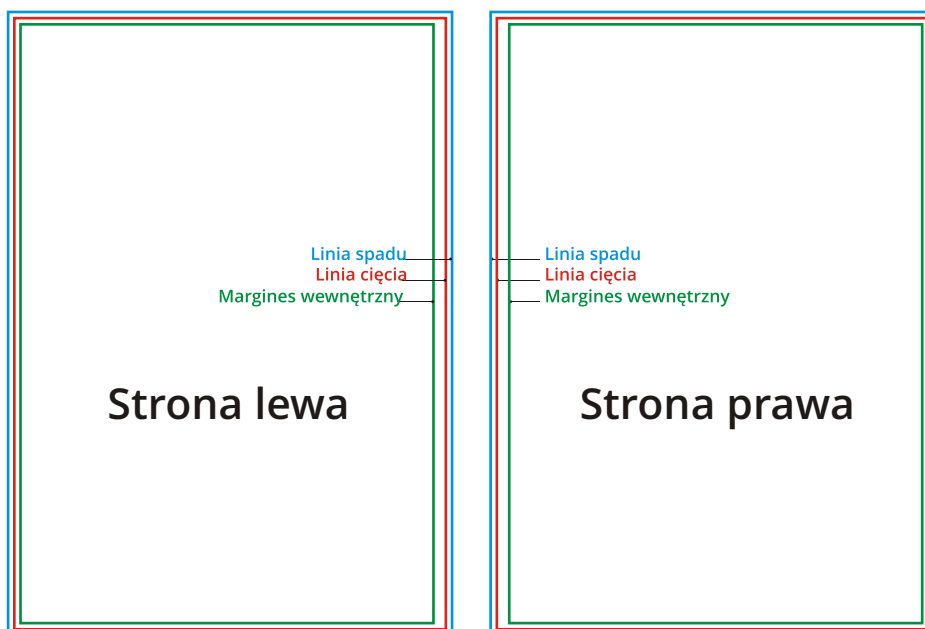 Linia spadu
Linia cięcia
Margines wewnętrzny
Strona lewa
Linia spadu
Linia cięcia
Margines wewnętrzny
Strona prawa